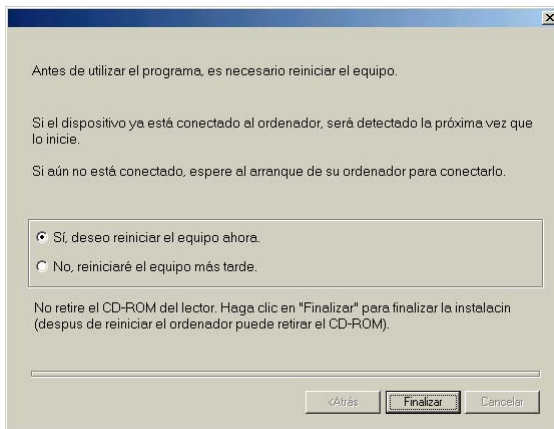 Antes de utilizar el programa, es necesario reiniciar el equipo.
Si el dispositivo ya está conectado al ordenador, será detectado la próxima vez que
lo inicie.
Si aún no está conectado, espere al arranque de su ordenador para conectarlo.
Sí, deseo reiniciar el equipo ahora.
No, reiniciaré el equipo más tarde.
No retire el CD-ROM del lector. Haga clic en "Finalizar" para finalizar la instalacin
(despus de reiniciar el ordenador puede retirar el CD-ROM).
<Atrás
Finalizar
Cancelar